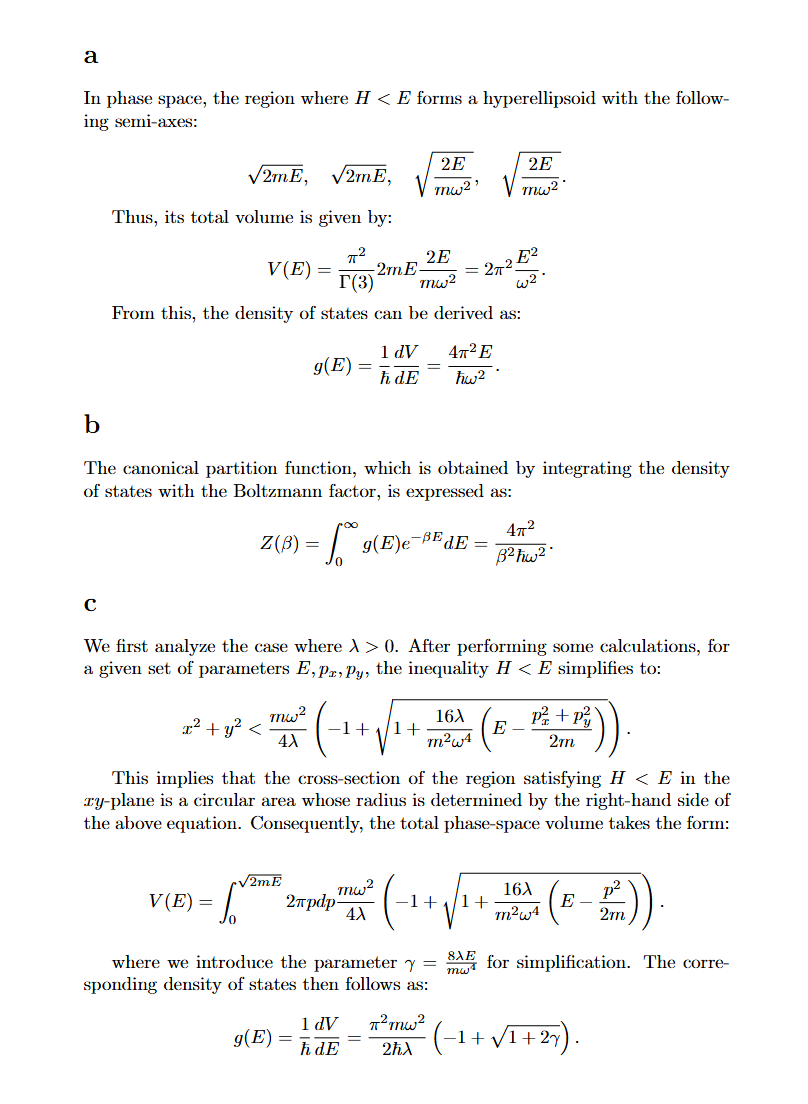 a
In phase space, the region where $H < E$ forms a hyperellipsoid with the follow-
ing semi-axes:
$\sqrt{2mE}, \quad \sqrt{2mE}, \quad \sqrt{\frac{2E}{m\omega^2}}, \quad \sqrt{\frac{2E}{m\omega^2}}.$
Thus, its total volume is given by:
$V(E) = \frac{\pi^2}{\Gamma(3)} 2mE \frac{2E}{m\omega^2} = 2\pi^2 \frac{E^2}{\omega^2}.$
From this, the density of states can be derived as:
$g(E) = \frac{1}{\hbar} \frac{dV}{dE} = \frac{4\pi^2 E}{\hbar\omega^2}.$
b
The canonical partition function, which is obtained by integrating the density
of states with the Boltzmann factor, is expressed as:
$Z(\beta) = \int_0^\infty g(E) e^{-\beta E} dE = \frac{4\pi^2}{\beta^2 \hbar\omega^2}.$
c
We first analyze the case where $\lambda > 0$. After performing some calculations, for
a given set of parameters $E, p_x, p_y$, the inequality $H < E$ simplifies to:
$x^2 + y^2 < \frac{m\omega^2}{4\lambda} \left( -1 + \sqrt{1 + \frac{16\lambda}{m^2\omega^4} \left( E - \frac{p_x^2 + p_y^2}{2m} \right)} \right).$
This implies that the cross-section of the region satisfying $H < E$ in the
$xy$-plane is a circular area whose radius is determined by the right-hand side of
the above equation. Consequently, the total phase-space volume takes the form:
$V(E) = \int_0^{\sqrt{2mE}} 2\pi p dp \frac{m\omega^2}{4\lambda} \left( -1 + \sqrt{1 + \frac{16\lambda}{m^2\omega^4} \left( E - \frac{p^2}{2m} \right)} \right).$
where we introduce the parameter $\gamma = \frac{8\lambda E}{m\omega^4}$ for simplification. The corre-
sponding density of states then follows as:
$g(E) = \frac{1}{\hbar} \frac{dV}{dE} = \frac{\pi^2 m\omega^2}{2\hbar\lambda} \left( -1 + \sqrt{1 + 2\gamma} \right).$